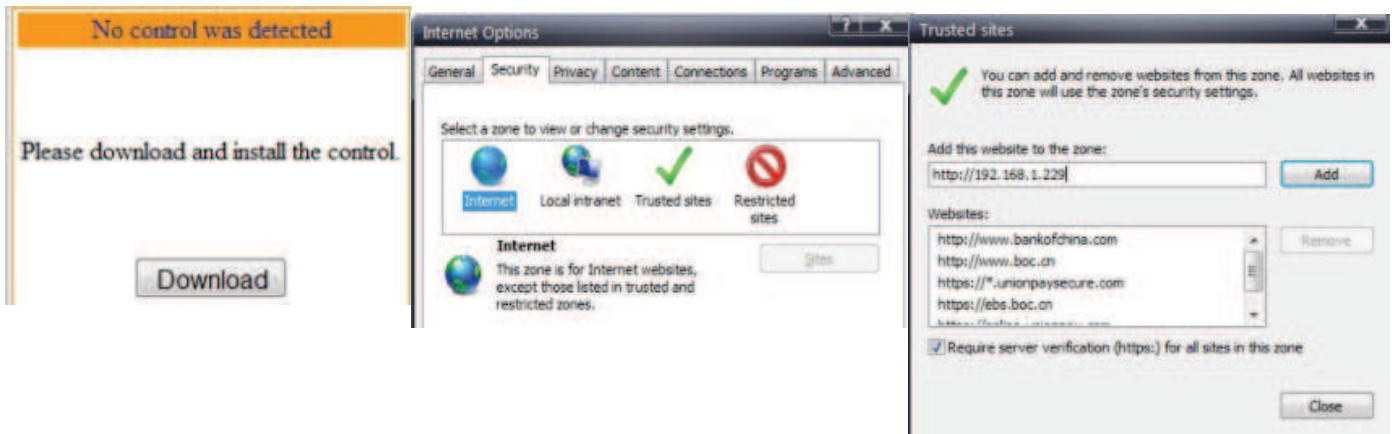 No control was detected
Please download and install the control.
Download
Internet Options
General Security Privacy Content Connections Programs Advanced
Select a zone to view or change security settings.
Internet Local intranet Trusted sites Restricted
sites
Internet
This zone is for Internet websites,
except those listed in trusted and
restricted zones.
Sites
Trusted sites
You can add and remove websites from this zone. All websites in
this zone will use the zone's security settings.
Add this website to the zone:
http://192.168.1.229
Add
Websites:
http://www.bankofchina.com
Remove
http://www.boc.cn
https://*.unionpaysecure.com
https://ebs.boc.cn
Require server verification (https:) for all sites in this zone
Close